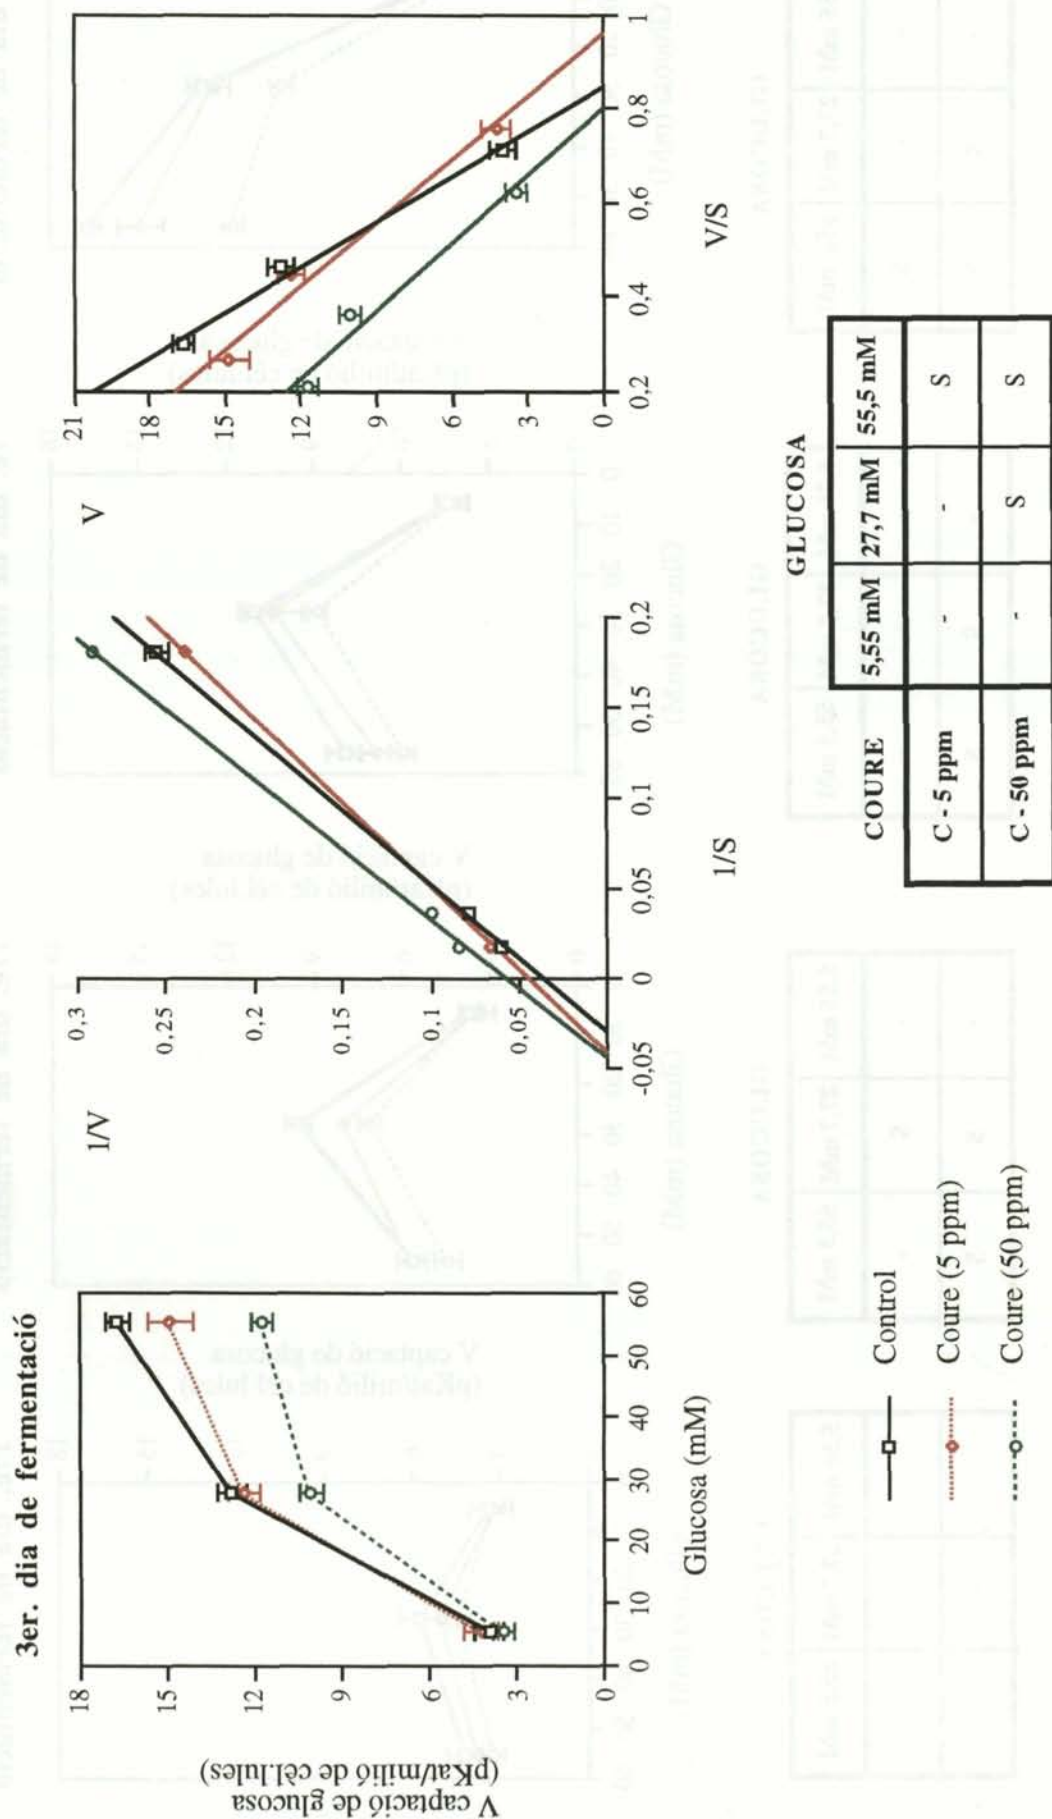 3er. dia de fermentació
V captació de glucosa
(pKat/milió de cèl.lules)
18
15
12
9
6
3
0
0 10 20 30 40 50 60
Glucosa (mM)
1/V
0,3
0,25
0,2
0,15
0,1
0,05
-0,05 0 0,05 0,1 0,15 0,2
1/S
V
21
18
15
12
9
6
3
0
0,2 0,4 0,6 0,8 1
V/S
Control
Coure (5 ppm)
Coure (50 ppm)
GLUCOSA
COURE 5,55 mM 27,7 mM 55,5 mM
C - 5 ppm - - S
C - 50 ppm - S S